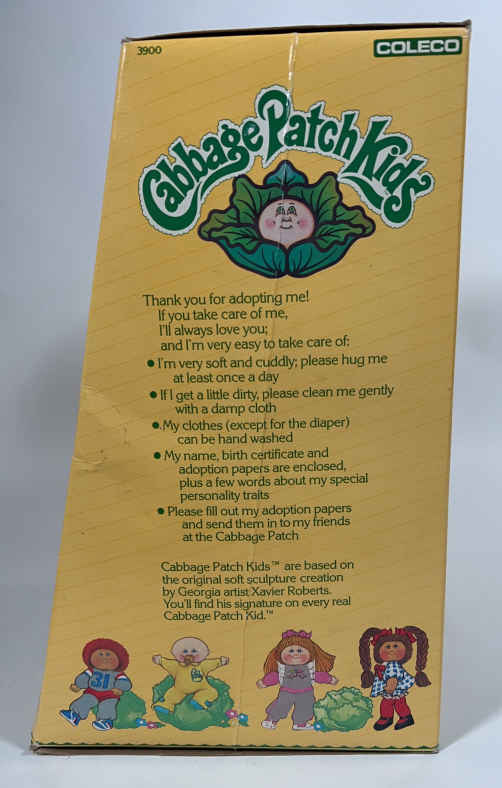 3900
COLECO
Cabbage Patch Kids
Thank you for adopting me!
If you take care of me,
I'll always love you;
and I'm very easy to take care of:
• I'm very soft and cuddly; please hug me
at least once a day
• If I get a little dirty, please clean me gently
with a damp cloth
• My clothes (except for the diaper)
can be hand washed
• My name, birth certificate and
adoption papers are enclosed,
plus a few words about my special
personality traits
• Please fill out my adoption papers
and send them in to my friends
at the Cabbage Patch
Cabbage Patch Kids™ are based on
the original soft sculpture creation
by Georgia artist Xavier Roberts.
You'll find his signature on every real
Cabbage Patch Kid.™
31